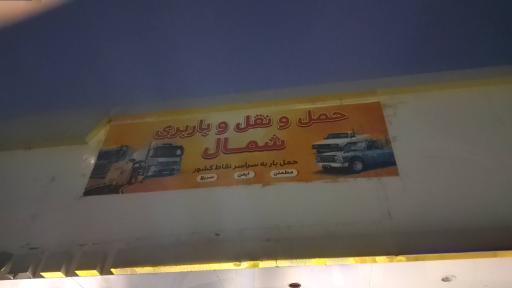 حمل و نقل و باربری
شمال
حمل بار به سراسر نقاط کشور
مطمئن ایمن سریع